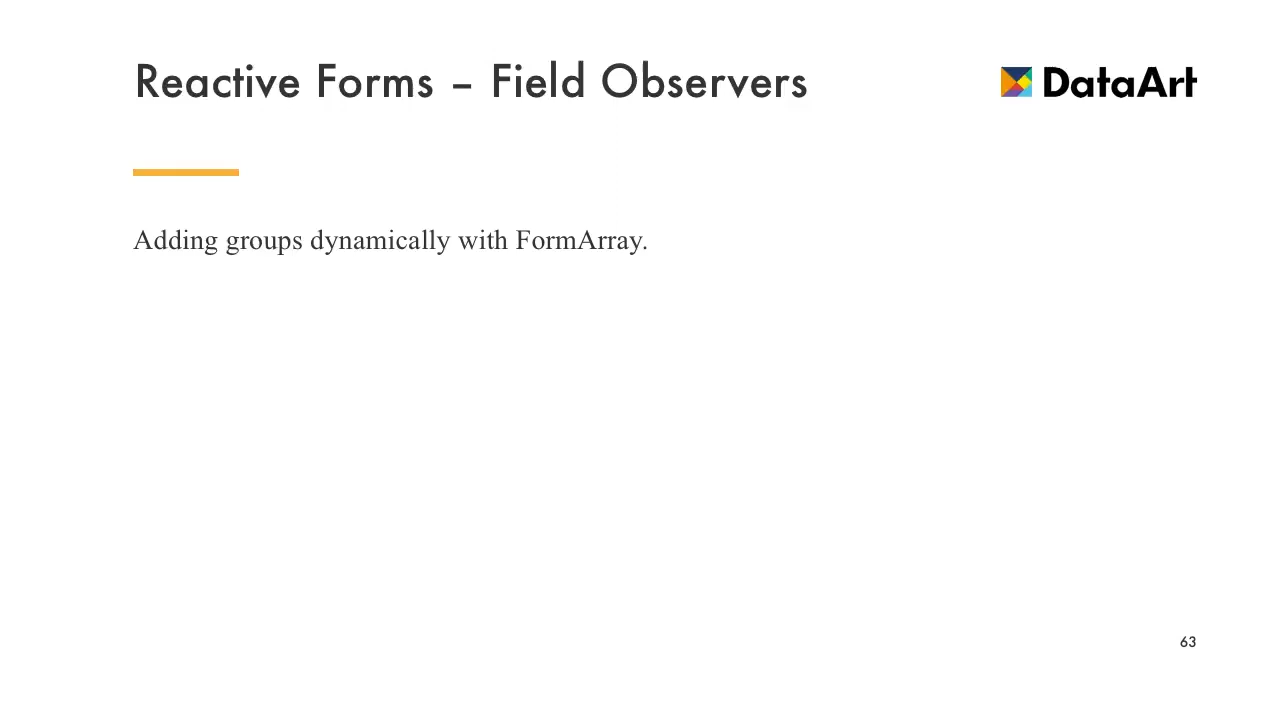 Reactive Forms – Field Observers
DataArt
Adding groups dynamically with FormArray.
63